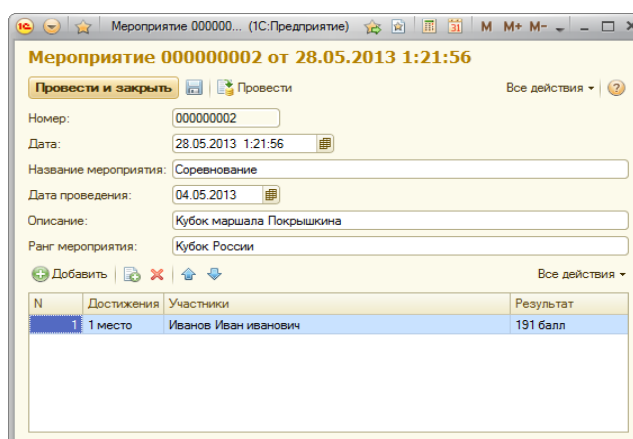 Мероприятие 000000... (1С:Предприятие) M M+ M-
Мероприятие 000000002 от 28.05.2013 1:21:56
Провести и закрыть Провести Все действия
Номер: 000000002
Дата: 28.05.2013 1:21:56
Название мероприятия: Соревнование
Дата проведения: 04.05.2013
Описание: Кубок маршала Покрышкина
Ранг мероприятия: Кубок России
Добавить Все действия
N Достижения Участники Результат
1 1 место Иванов Иван иванович 191 балл